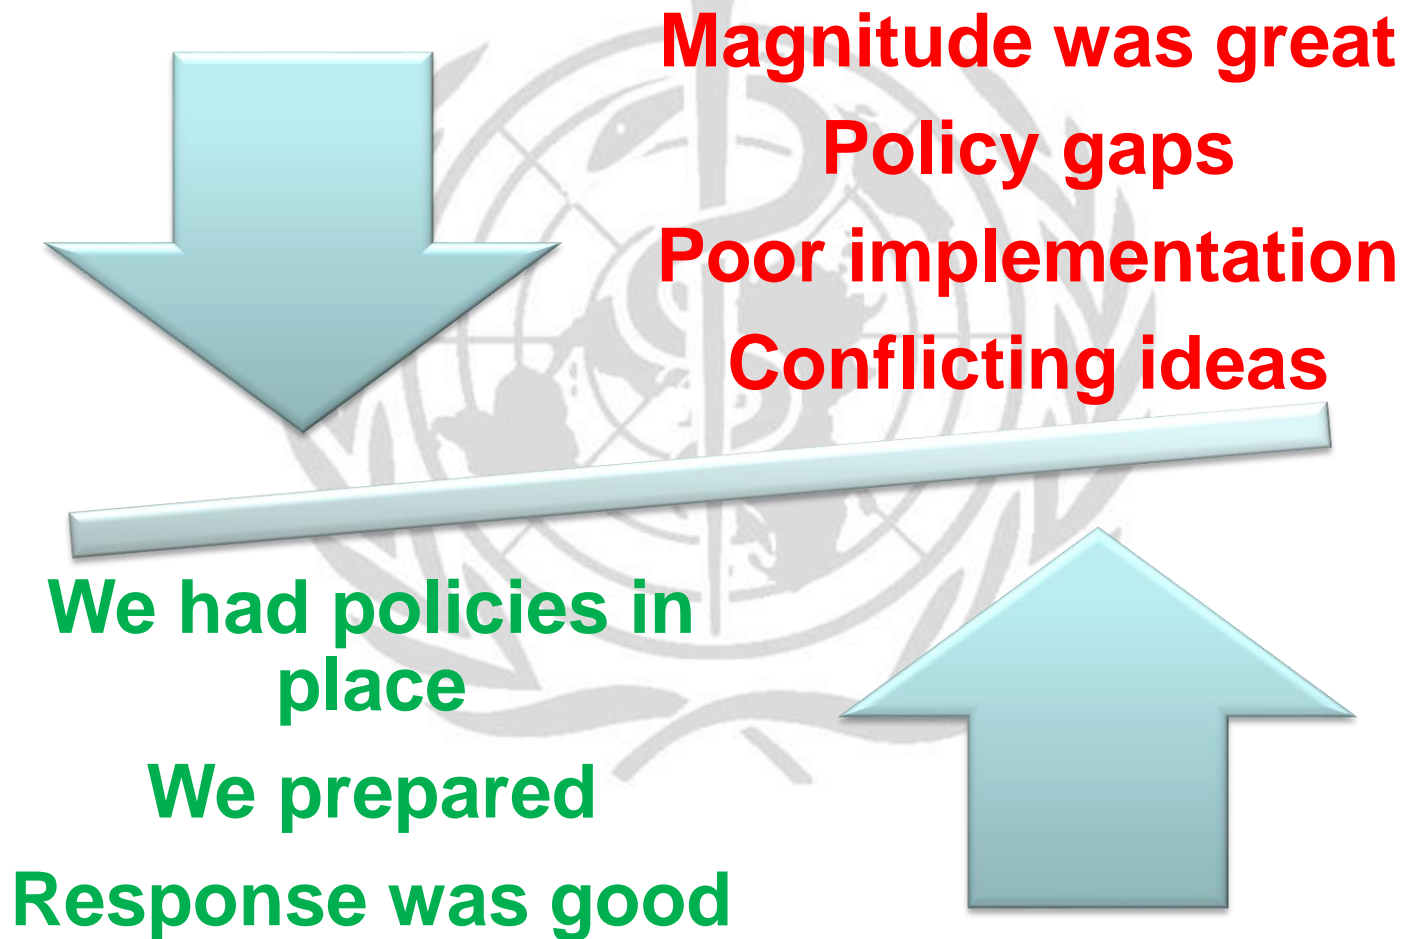 Magnitude was great
Policy gaps
Poor implementation
Conflicting ideas
We had policies in
place
We prepared
Response was good